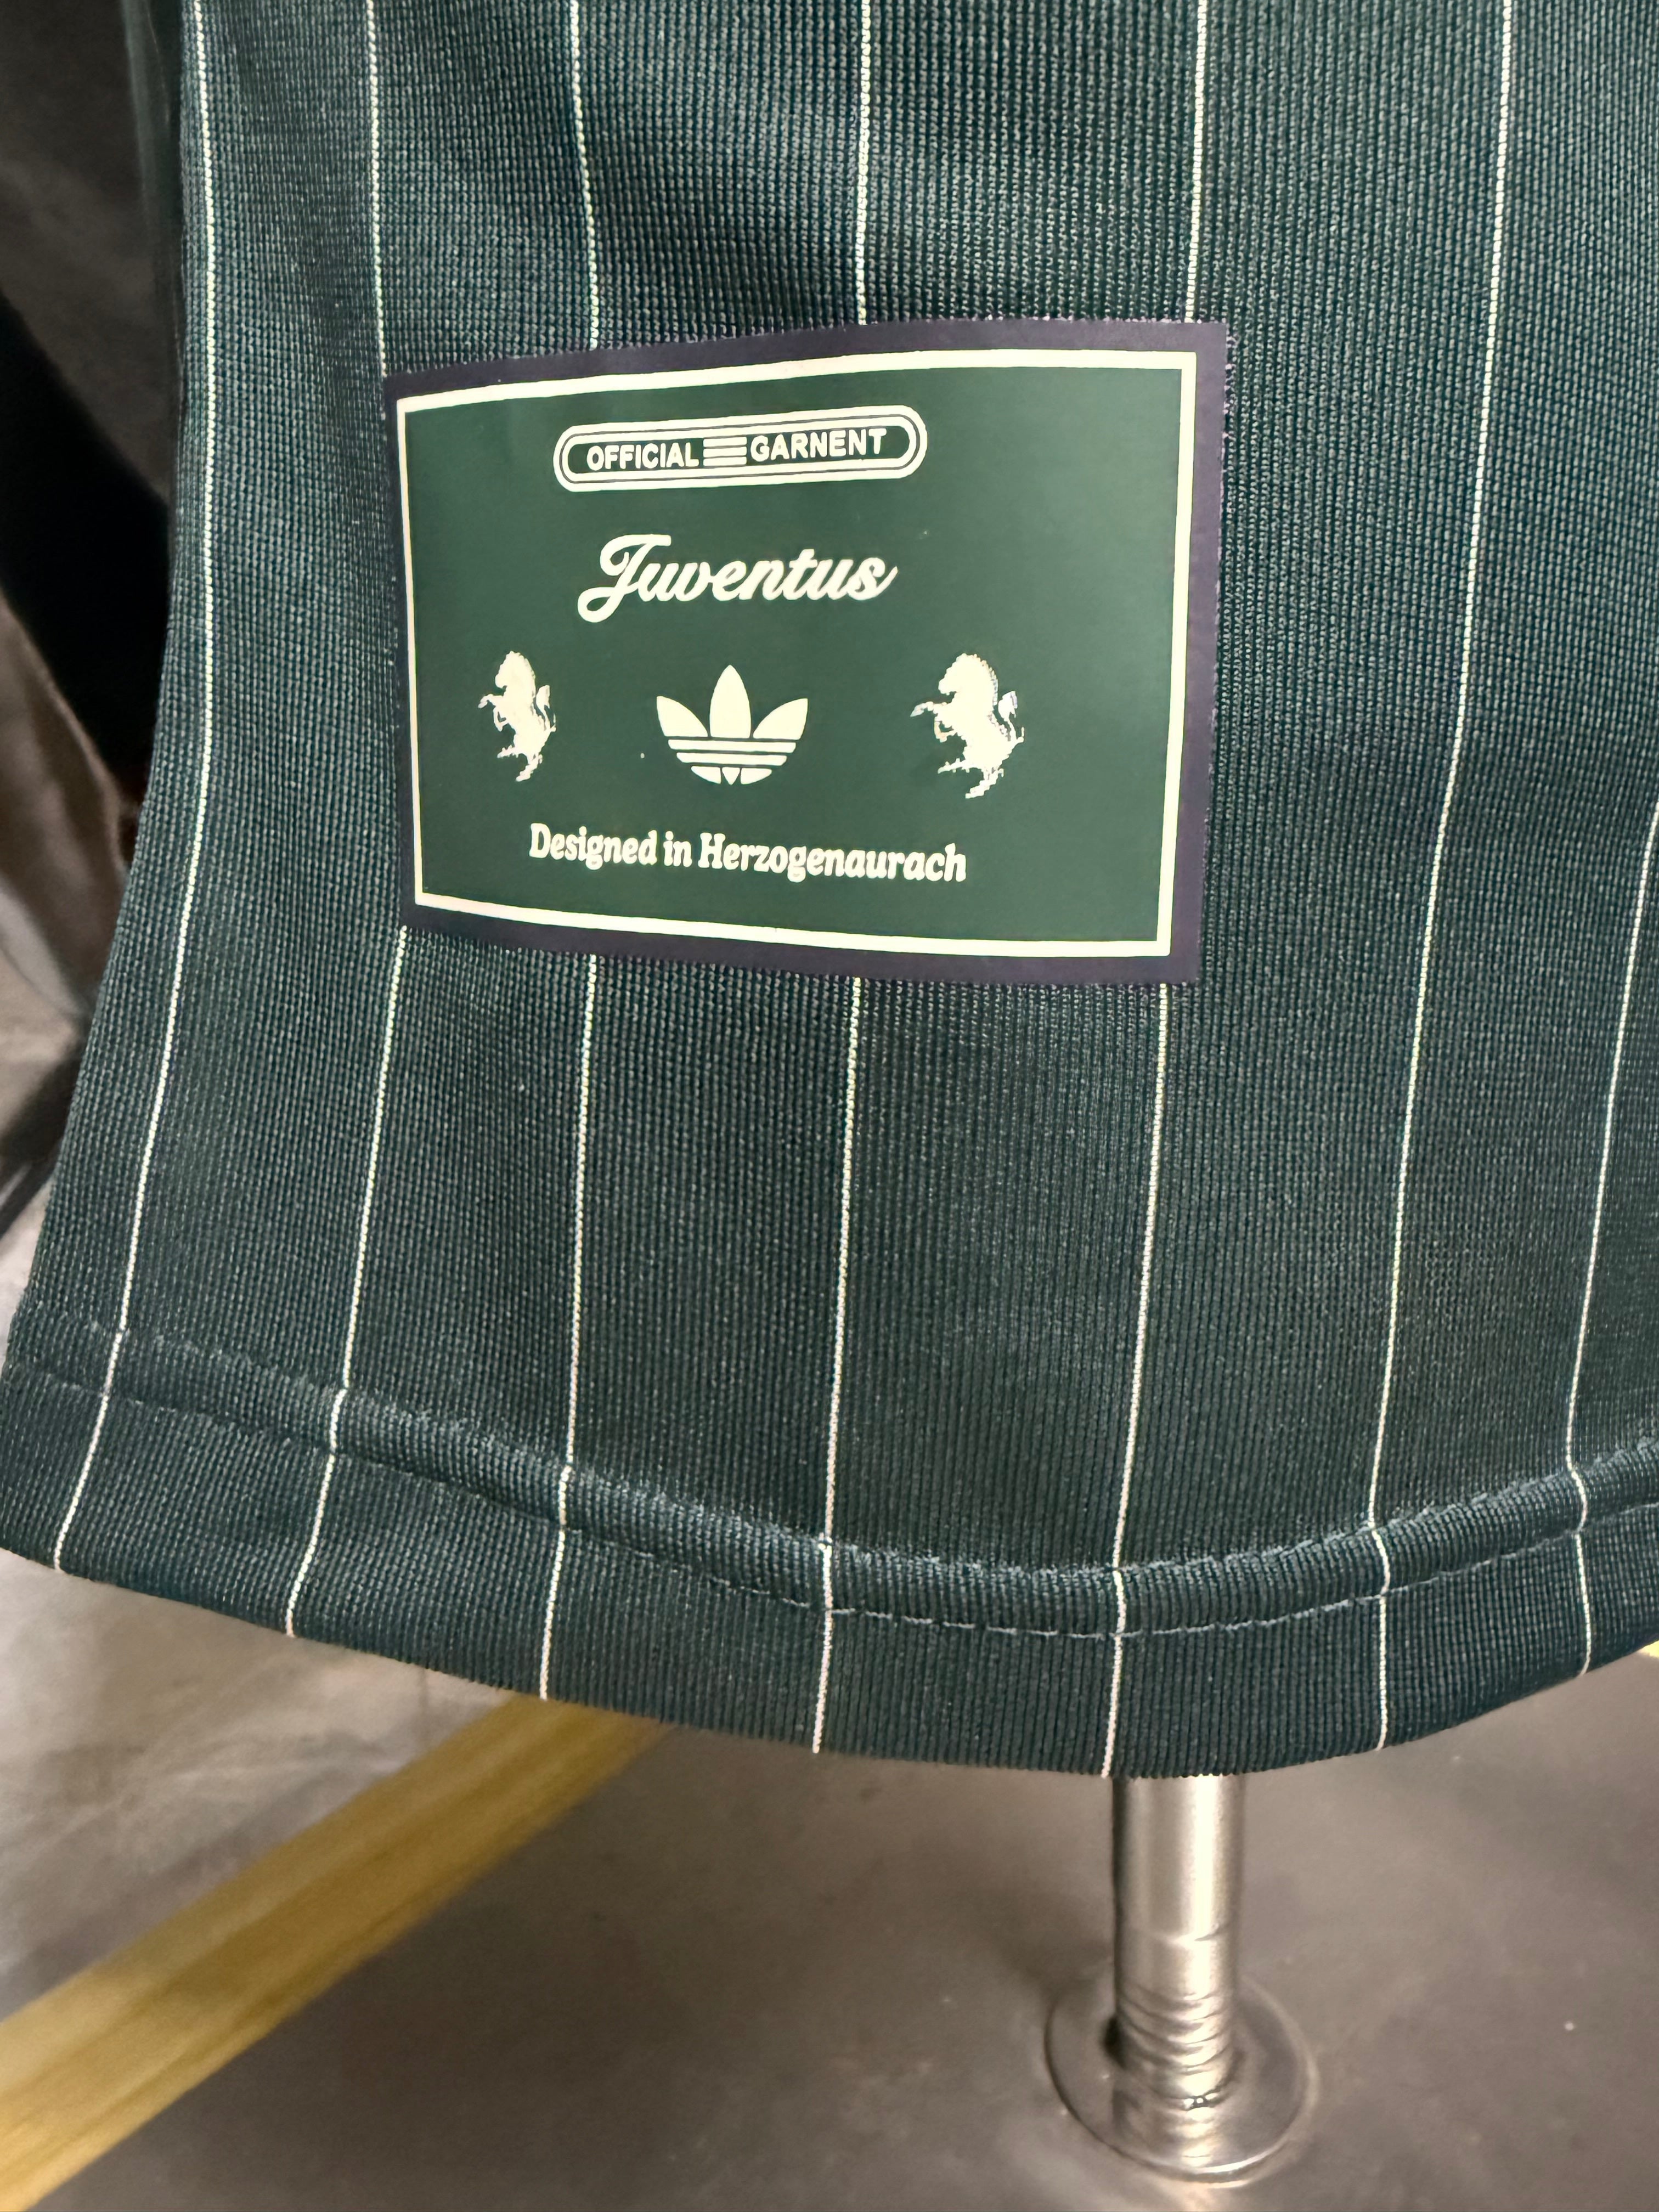 OFFICIAL GARNENT
Juventus
Designed in Herzogenaurach